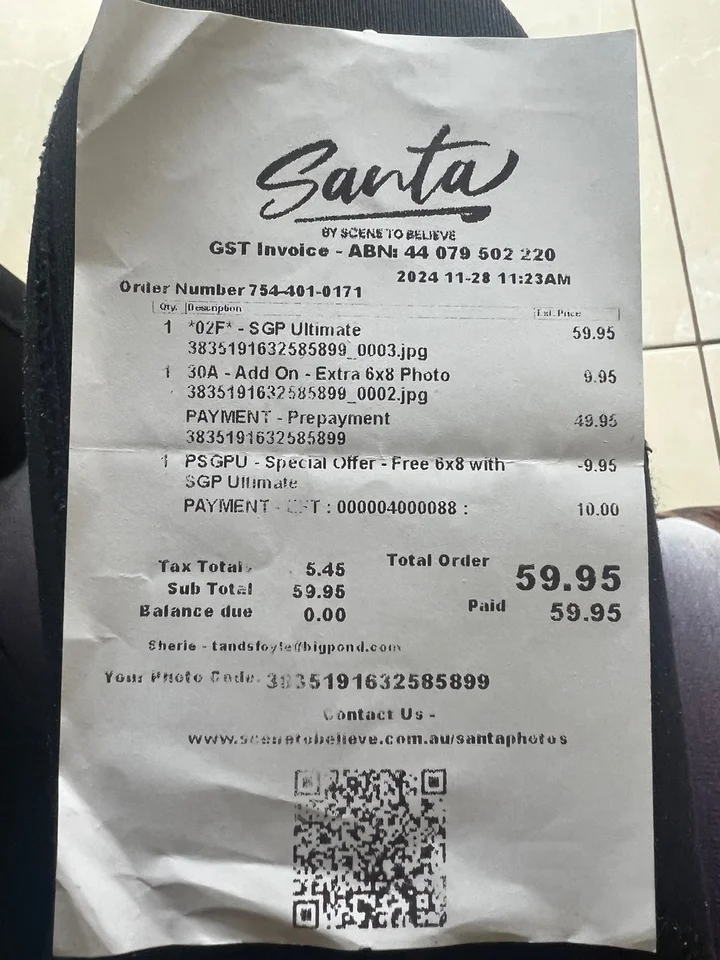 Santa
BY SCENE TO BELIEVE
GST Invoice - ABN: 44 079 502 220
2024 11-28 11:23AM
Order Number 754-401-0171
Qty. Description Ext. Price
1 *02F* - SGP Ultimate 59.95
3835191632585899_0003.jpg
1 30A - Add On - Extra 6x8 Photo 9.95
3835191632585899_0002.jpg
PAYMENT - Prepayment 49.95
3835191632585899
1 PSGPU - Special Offer - Free 6x8 with -9.95
SGP Ultimate
PAYMENT - EFT : 000004000088 : 10.00
Tax Total: 5.45 Total Order 59.95
Sub Total 59.95
Balance due 0.00 Paid 59.95
Sherie - tandsfoyle@bigpond.com
Your Photo Code: 3835191632585899
Contact Us -
www.scenetobelieve.com.au/santaphotos